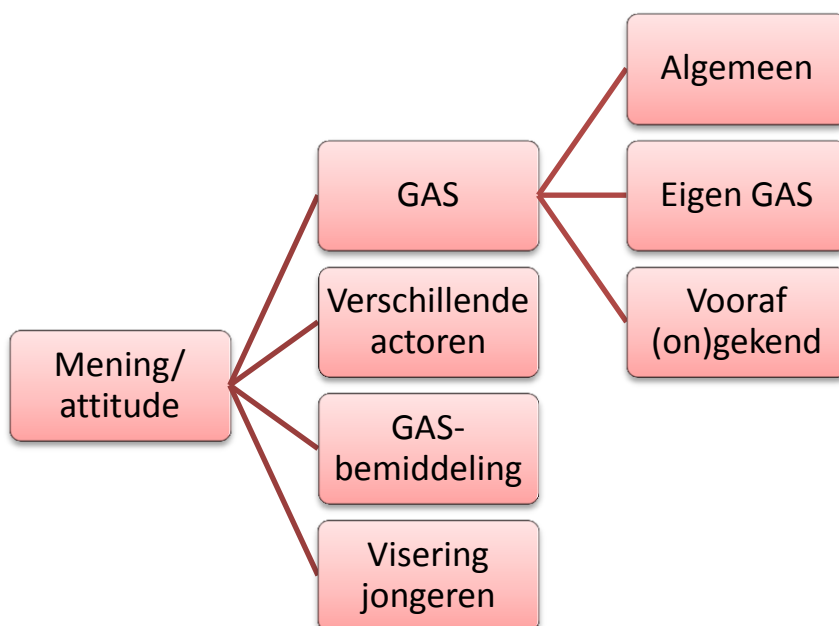 Mening/
attitude
GAS
Verschillende
actoren
GAS-
bemiddeling
Visering
jongeren
Algemeen
Eigen GAS
Vooraf
(on)gekend